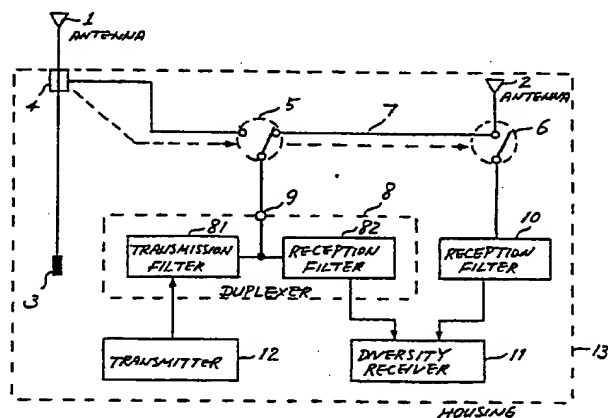 1
ANTENNA
4
5
7
2
ANTENNA
6
9
8
81
82
10
TRANSMISSION
FILTER
RECEPTION
FILTER
RECEPTION
FILTER
3
DUPLEXER
TRANSMITTER
12
DIVERSITY
RECEIVER
11
13
HOUSING